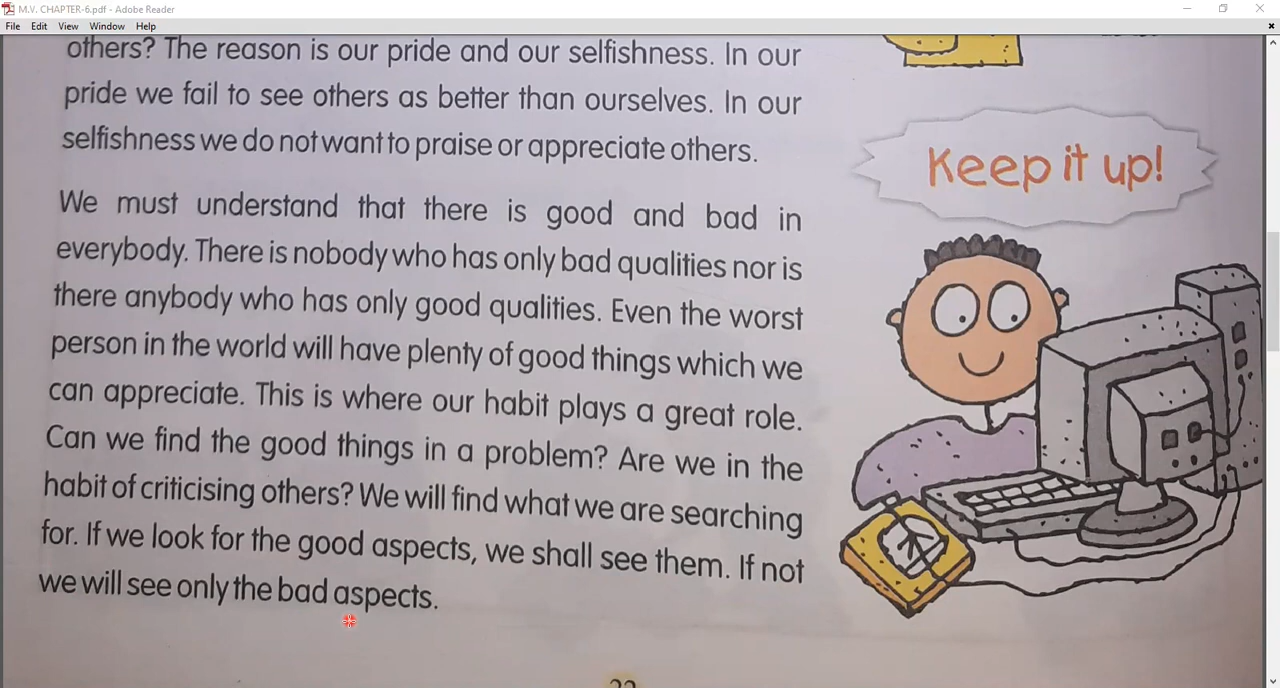 M.V. CHAPTER-6.pdf - Adobe Reader
File Edit View Window Help
others? The reason is our pride and our selfishness. In our
pride we fail to see others as better than ourselves. In our
selfishness we do not want to praise or appreciate others.
We must understand that there is good and bad in
everybody. There is nobody who has only bad qualities nor is
there anybody who has only good qualities. Even the worst
person in the world will have plenty of good things which we
can appreciate. This is where our habit plays a great role.
Can we find the good things in a problem? Are we in the
habit of criticising others? We will find what we are searching
for. If we look for the good aspects, we shall see them. If not
we will see only the bad aspects.
Keep it up!